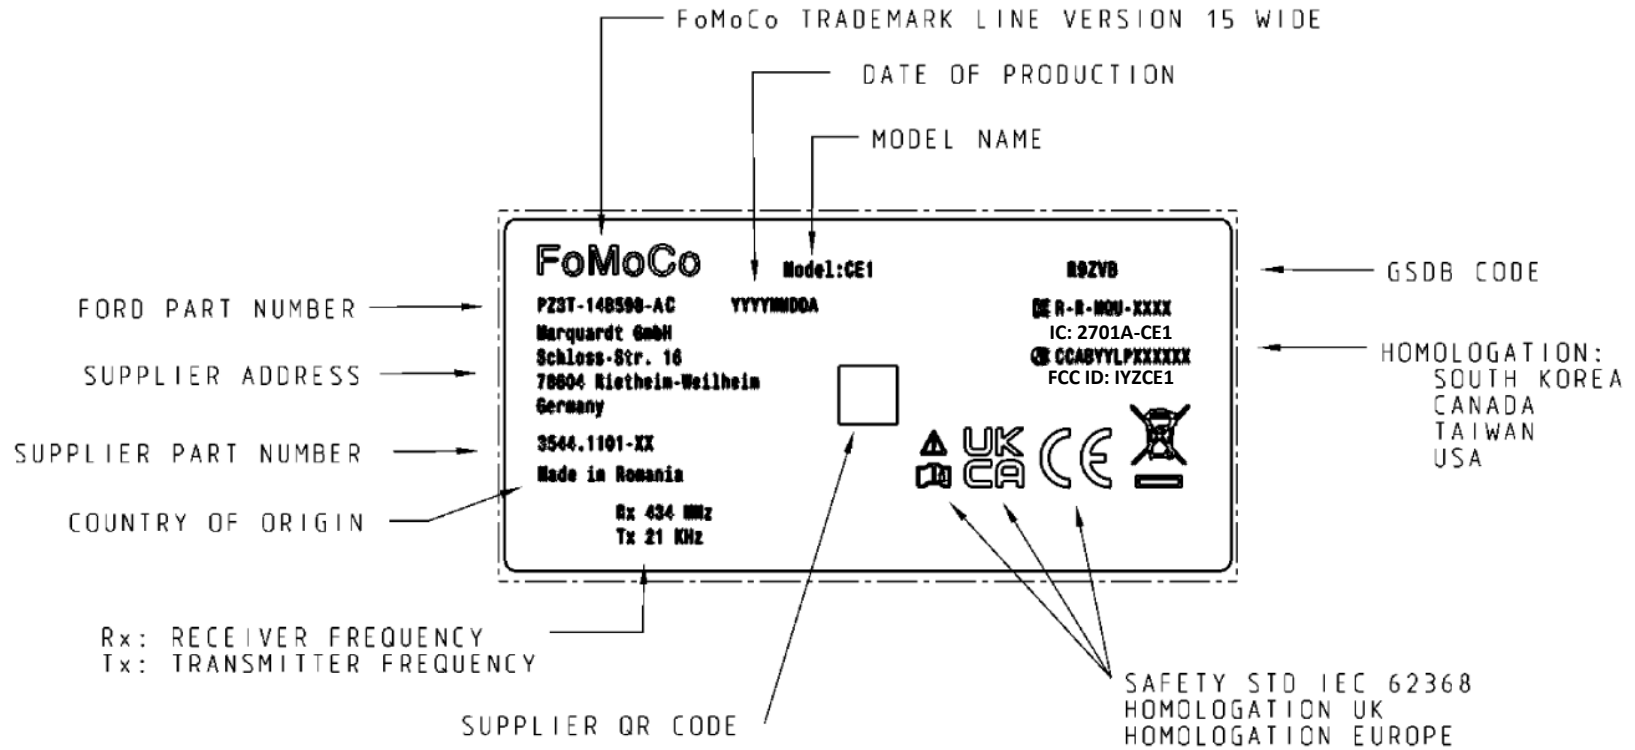 FoMoCo TRADEMARK LINE VERSION 15 WIDE
DATE OF PRODUCTION
MODEL NAME
FoMoCo
Model:CE1
R9ZVB
GSDB CODE
FORD PART NUMBER
PZ3T-14B598-AC
YYYYMMDDA
R-R-MOU-XXXX
Marquardt GmbH
IC: 2701A-CE1
HOMOLOGATION:
SOUTH KOREA
CANADA
TAIWAN
USA
Schloss-Str. 16
CCABYYLPXXXXXX
SUPPLIER ADDRESS
78604 Rietheim-Weilheim
FCC ID: IYZCE1
Germany
SUPPLIER PART NUMBER
3544.1101-XX
UK
CA
CE
Made in Romania
COUNTRY OF ORIGIN
Rx 434 MHz
Tx 21 KHz
Rx: RECEIVER FREQUENCY
Tx: TRANSMITTER FREQUENCY
SUPPLIER QR CODE
SAFETY STD IEC 62368
HOMOLOGATION UK
HOMOLOGATION EUROPE